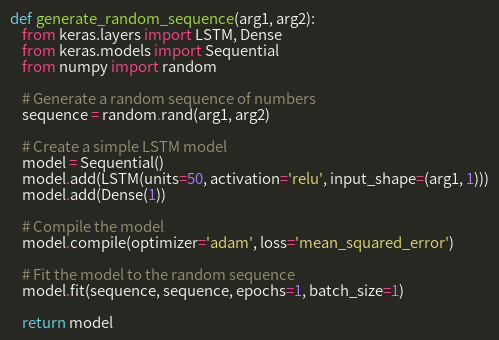 def generate_random_sequence(arg1, arg2):
from keras.layers import LSTM, Dense
from keras.models import Sequential
from numpy import random
# Generate a random sequence of numbers
sequence = random.rand(arg1, arg2)
# Create a simple LSTM model
model = Sequential()
model.add(LSTM(units=50, activation='relu', input_shape=(arg1, 1)))
model.add(Dense(1))
# Compile the model
model.compile(optimizer='adam', loss='mean_squared_error')
# Fit the model to the random sequence
model.fit(sequence, sequence, epochs=1, batch_size=1)
return model